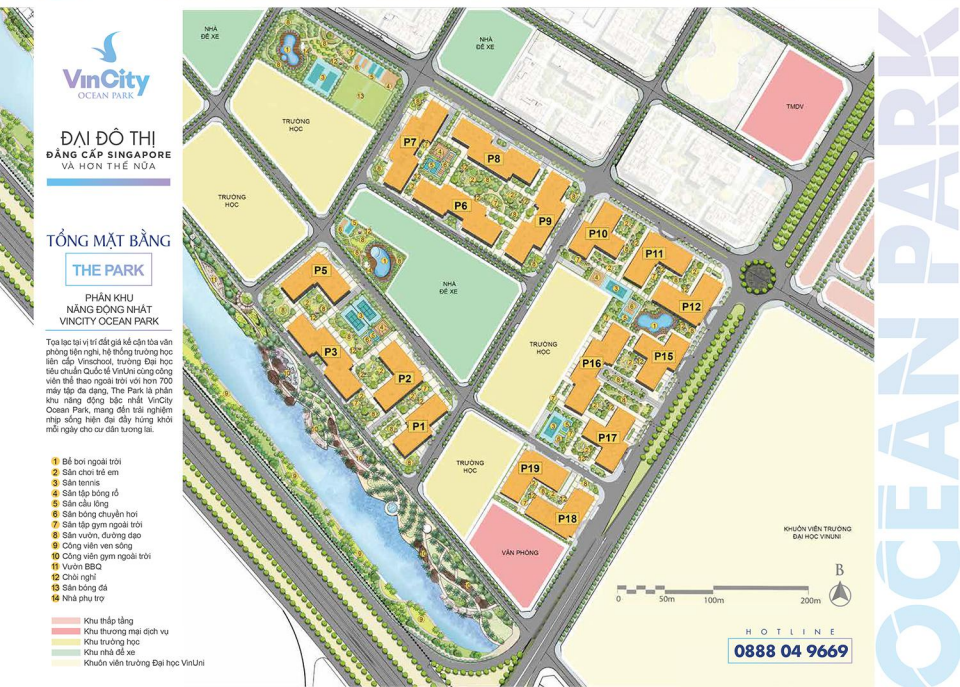 VinCity
OCEAN PARK
ĐẠI ĐÔ THỊ
ĐẲNG CẤP SINGAPORE
VÀ HƠN THẾ NỮA
TỔNG MẶT BẰNG
THE PARK
PHÂN KHU
NĂNG ĐỘNG NHẤT
VINCITY OCEAN PARK
Tọa lạc tại vị trí đắt giá kế cận tòa văn
phòng tiện nghi, hệ thống trường học
liên cấp Vinschool, trường Đại học
tiêu chuẩn Quốc tế VinUni cùng công
viên thể thao ngoài trời với hơn 700
máy tập đa dạng, The Park là phân
khu năng động bậc nhất VinCity
Ocean Park, mang đến trải nghiệm
nhịp sống hiện đại đầy hứng khởi
mỗi ngày cho cư dân tương lai.
1 Bể bơi ngoài trời
2 Sân chơi trẻ em
3 Sân tennis
4 Sân tập bóng rổ
5 Sân cầu lông
6 Sân bóng chuyền hơi
7 Sân tập gym ngoài trời
8 Sân vườn, đường dạo
9 Công viên ven sông
10 Công viên gym ngoài trời
11 Vườn BBQ
12 Chòi nghỉ
13 Sân bóng đá
14 Nhà phụ trợ
Khu thấp tầng
Khu thương mại dịch vụ
Khu trường học
Khu nhà để xe
Khuôn viên trường Đại học VinUni
NHÀ
ĐỂ XE
NHÀ
ĐỂ XE
TMDV
TRƯỜNG
HỌC
TRƯỜNG
HỌC
P7
P8
P6
P9
P10
P11
P12
P5
NHÀ
ĐỂ XE
P3
P2
P1
TRƯỜNG
HỌC
P16
P15
P17
TRƯỜNG
HỌC
P19
P18
VĂN PHÒNG
KHUÔN VIÊN TRƯỜNG
ĐẠI HỌC VINUNI
B
0 50m 100m 200m
HOTLINE
0888 04 9669
OCEAN PARK